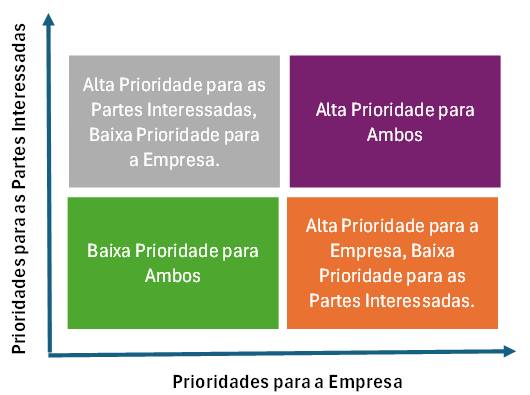 Prioridades para as Partes Interessadas
Alta Prioridade para as
Partes Interessadas,
Baixa Prioridade para
a Empresa.
Alta Prioridade para
Ambos
Baixa Prioridade para
Ambos
Alta Prioridade para a
Empresa, Baixa
Prioridade para as
Partes Interessadas.
Prioridades para a Empresa